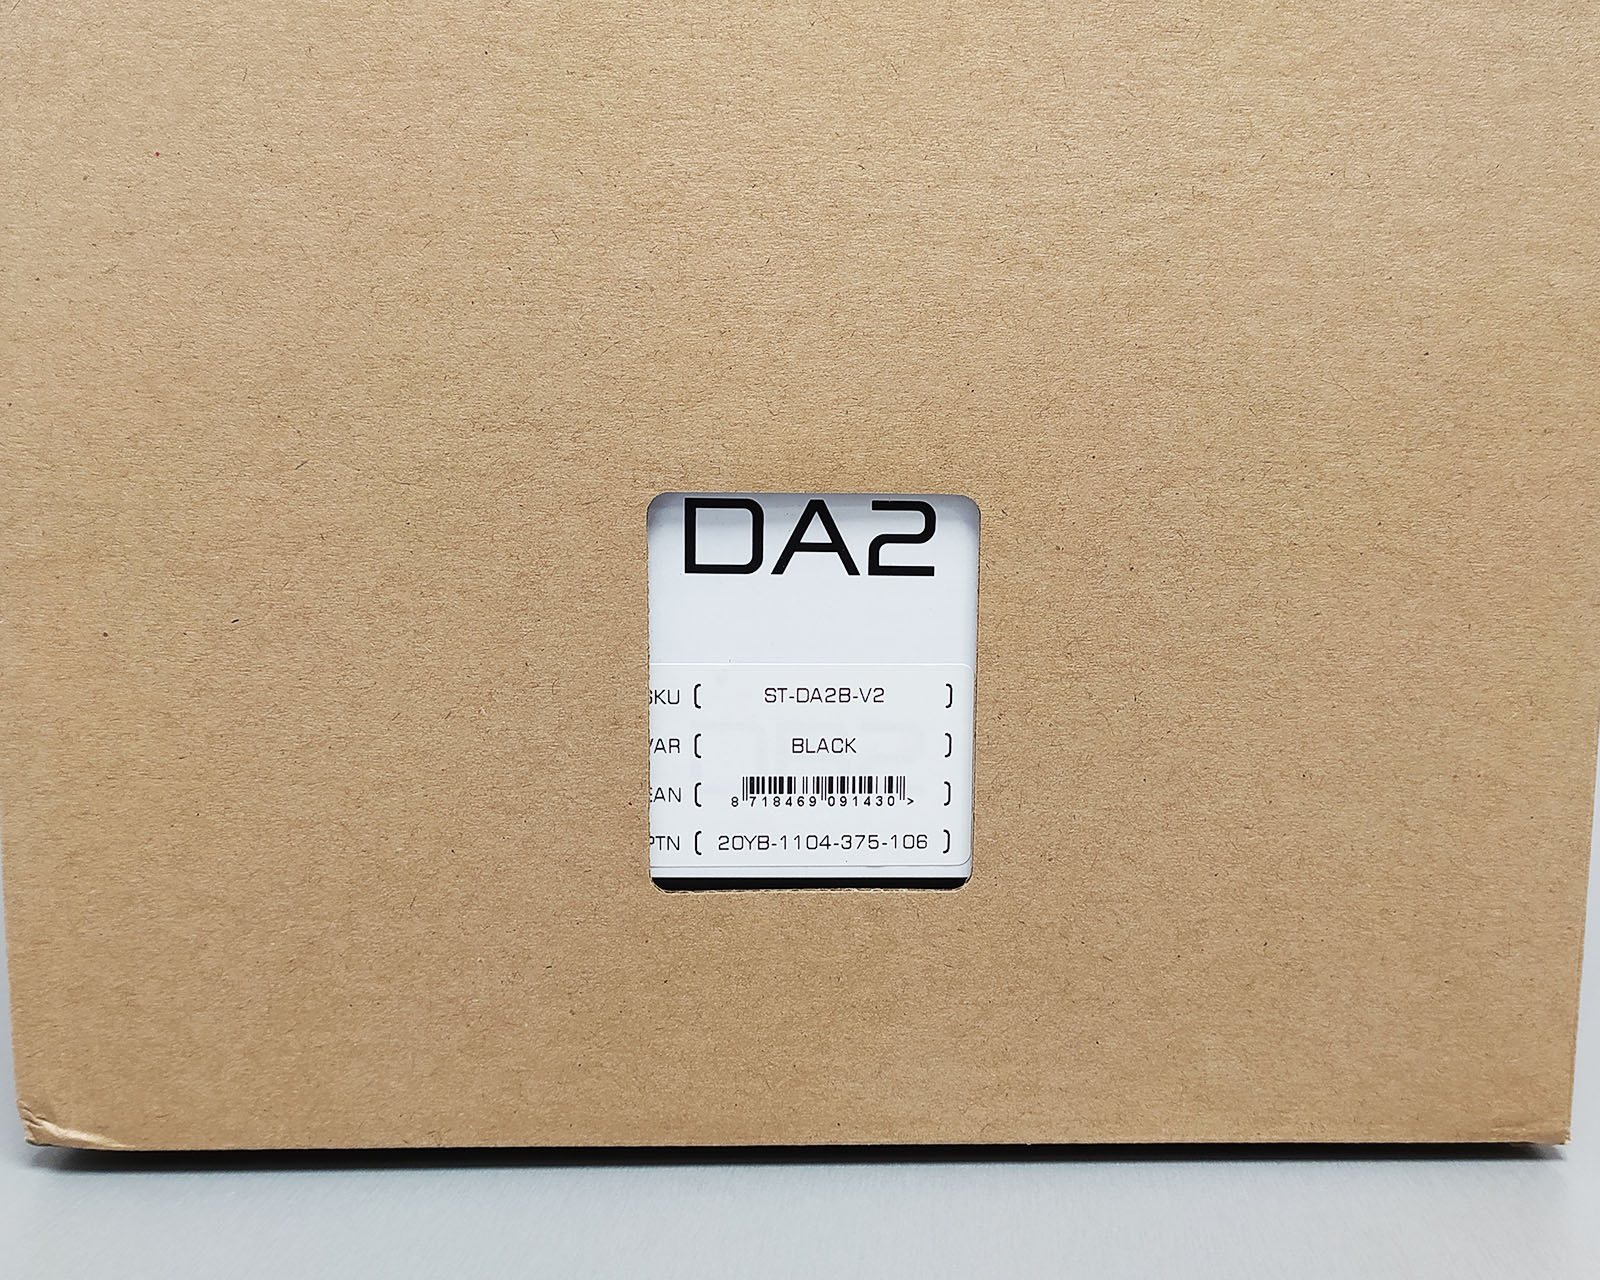 DA2
SKU [ ST-DA2B-V2 ]
VAR [ BLACK ]
EAN [ 8 718469 091430 > ]
PTN [ 20YB-1104-375-106 ]